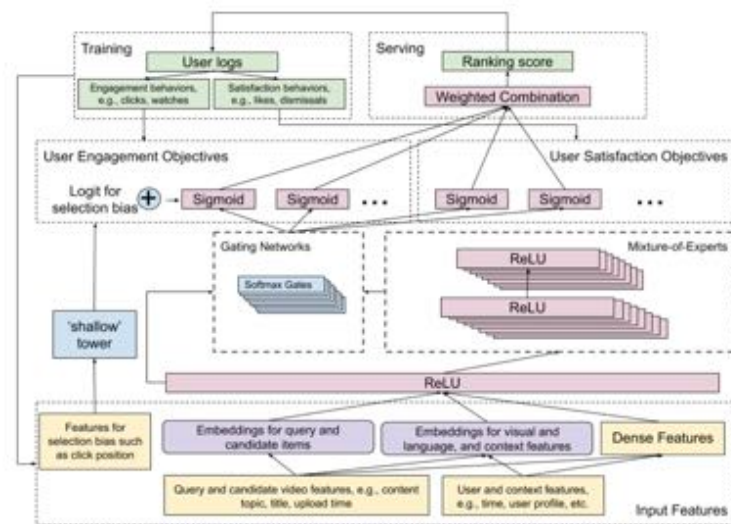 Training
Serving
User logs
Ranking score
Engagement behaviors,
e.g., clicks, watches
Satisfaction behaviors,
e.g., likes, dismissals
Weighted Combination
User Engagement Objectives
User Satisfaction Objectives
Logit for
selection bias
Sigmoid
Sigmoid
Sigmoid
Sigmoid
Gating Networks
Mixture-of-Experts
Softmax Gates
ReLU
ReLU
'shallow'
tower
ReLU
Features for
selection bias such
as click position
Embeddings for query and
candidate items
Embeddings for visual and
language, and context features
Dense Features
Query and candidate video features, e.g., content
topic, title, upload time
User and context features,
e.g., time, user profile, etc.
Input Features